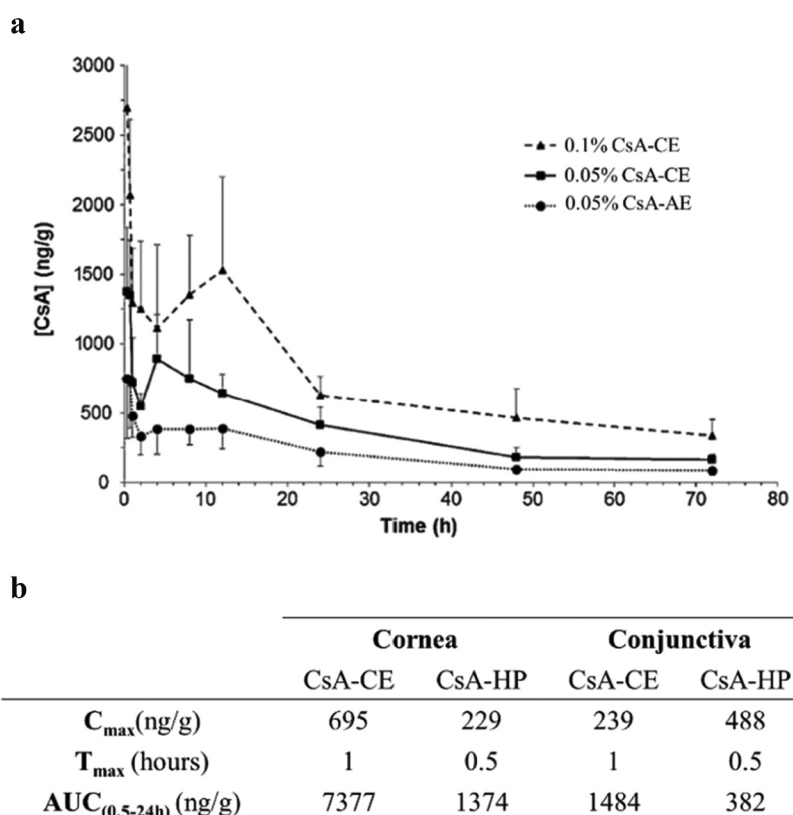 a
3000
2500
2000
1500
1000
500
0
[CsA] (ng/g)
0.1% CsA-CE
0.05% CsA-CE
0.05% CsA-AE
0 10 20 30 40 50 60 70 80
Time (h)
b
Cornea Conjunctiva
CsA-CE CsA-HP CsA-CE CsA-HP
Cmax(ng/g) 695 229 239 488
Tmax (hours) 1 0.5 1 0.5
AUC(0.5-24h) (ng/g) 7377 1374 1484 382